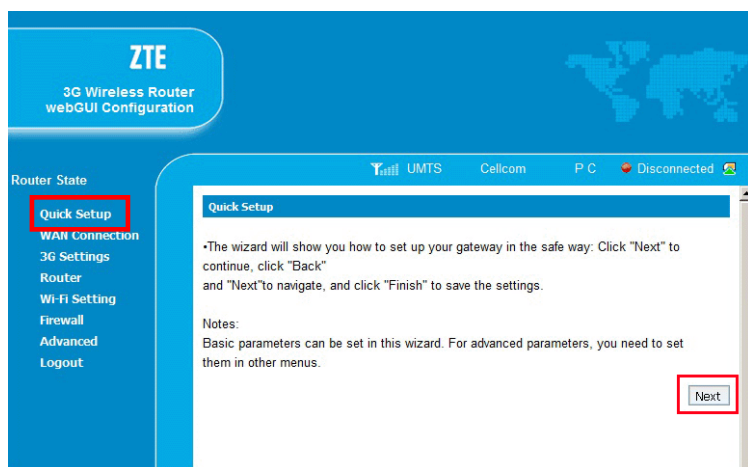 ZTE
3G Wireless Router
webGUI Configuration
UMTS Cellcom P C Disconnected
Router State
Quick Setup
WAN Connection
3G Settings
Router
Wi-Fi Setting
Firewall
Advanced
Logout
Quick Setup
•The wizard will show you how to set up your gateway in the safe way: Click "Next" to
continue, click "Back"
and "Next"to navigate, and click "Finish" to save the settings.
Notes:
Basic parameters can be set in this wizard. For advanced parameters, you need to set
them in other menus.
Next